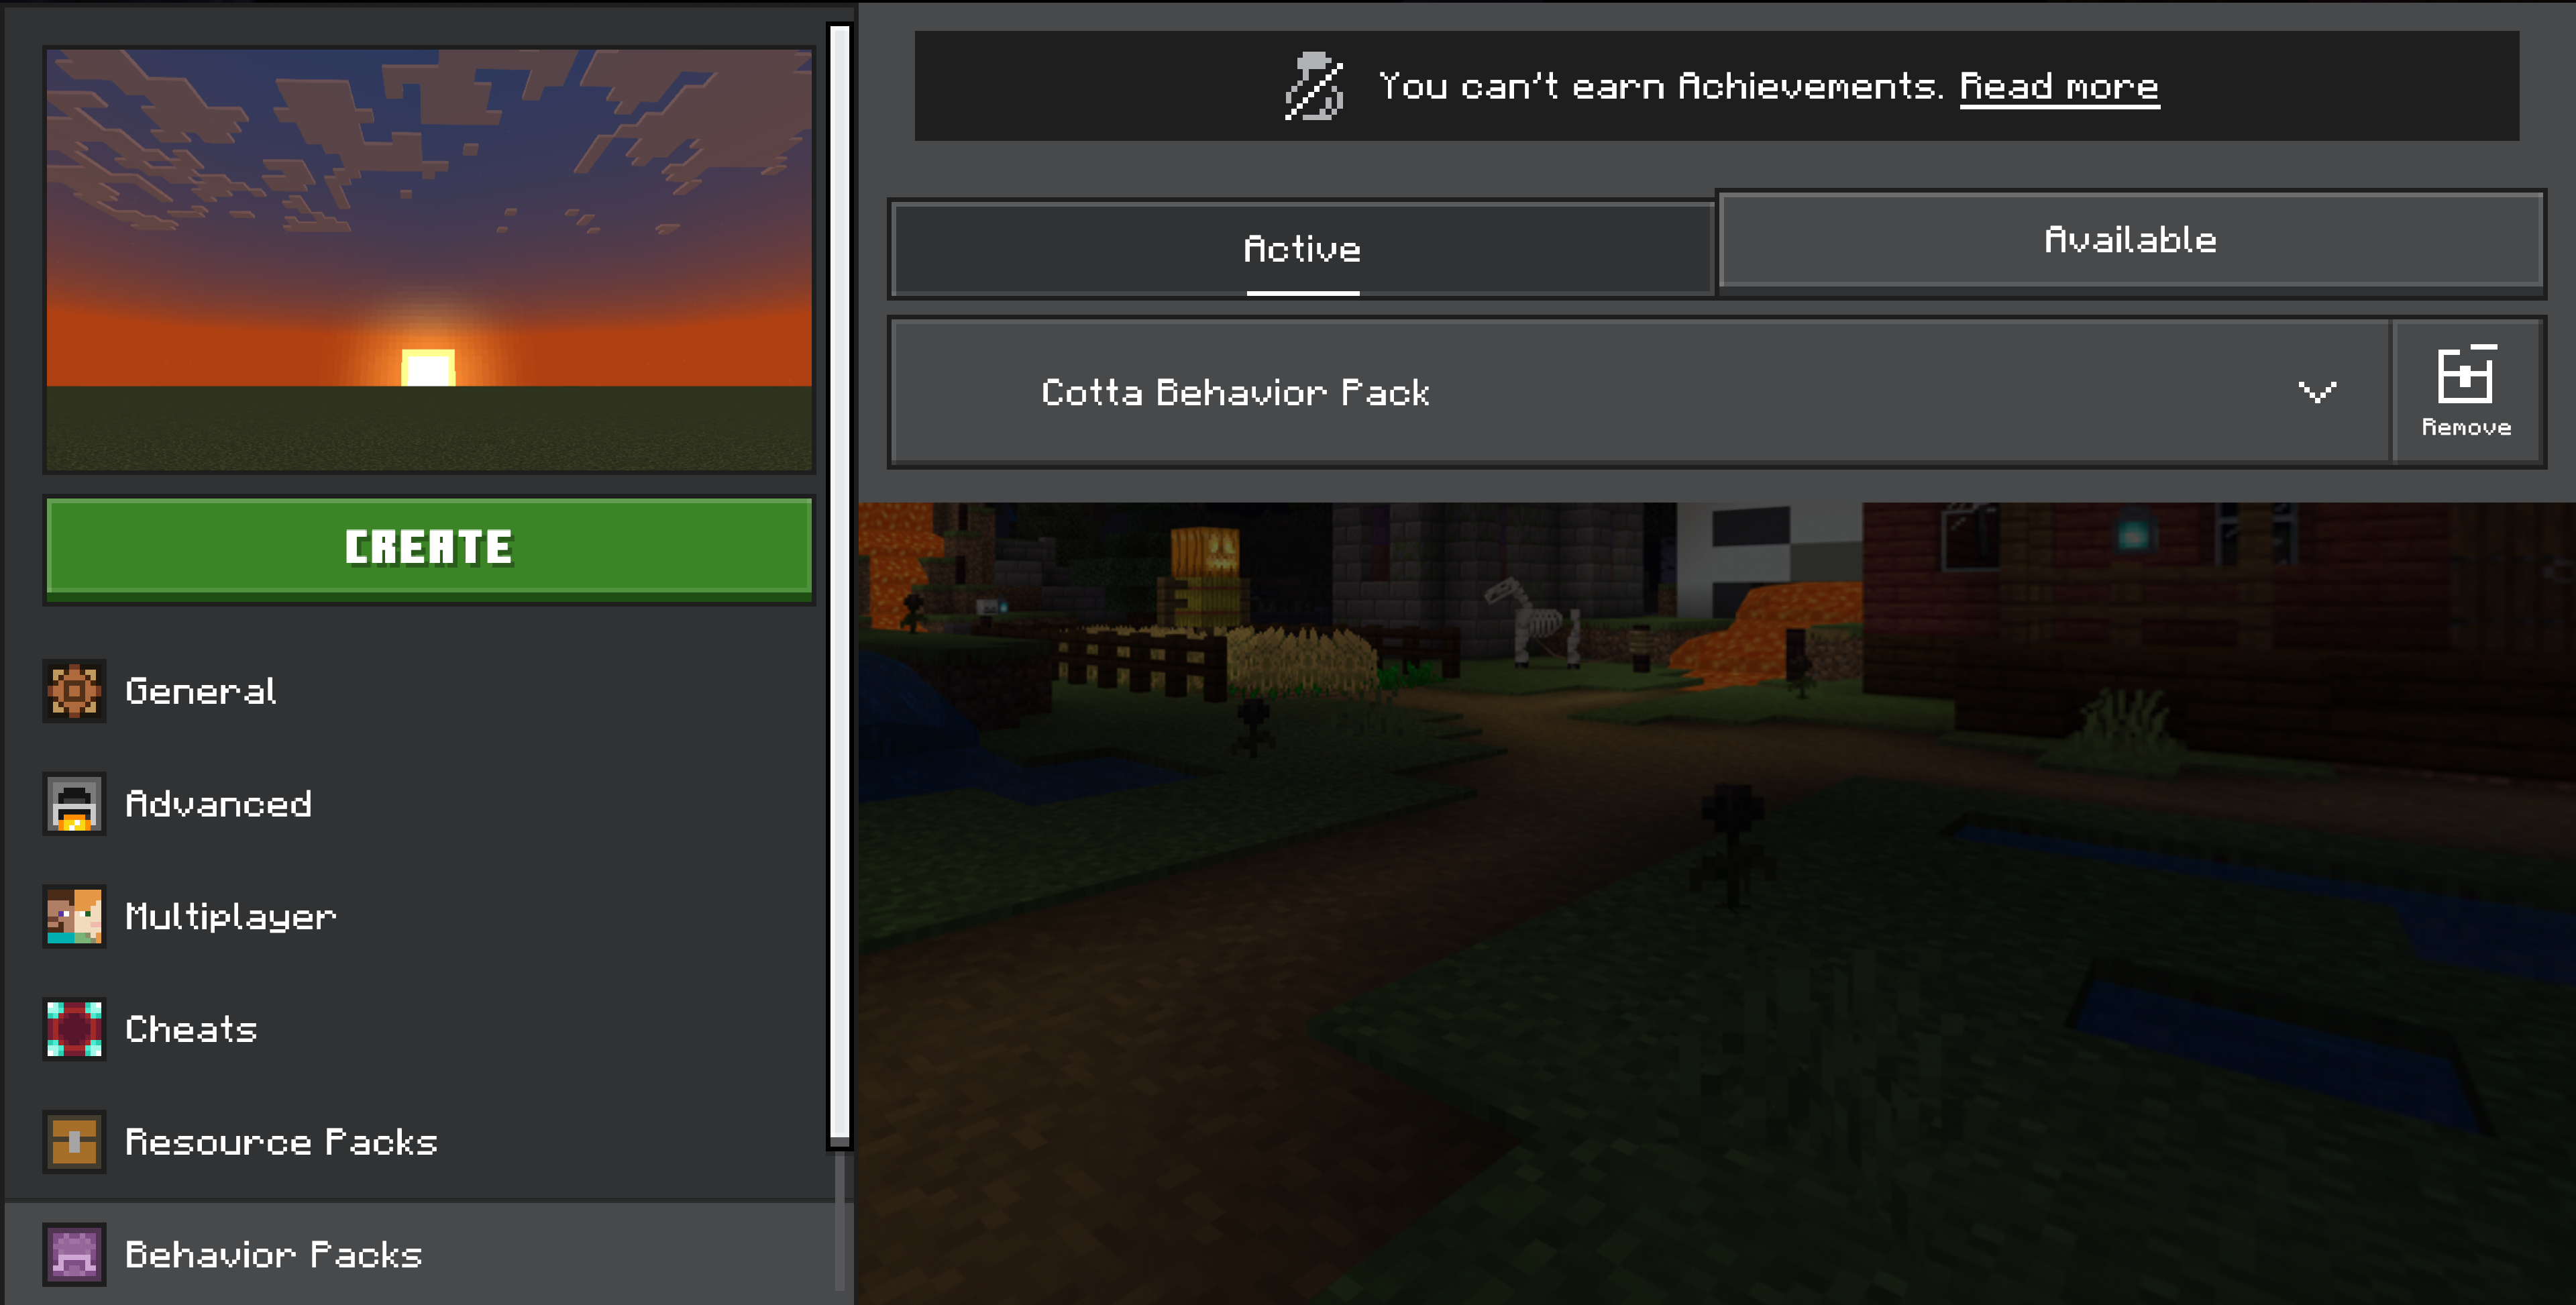 You can't earn Achievements. Read more
Active
Available
Cotta Behavior Pack
Remove
CREATE
General
Advanced
Multiplayer
Cheats
Resource Packs
Behavior Packs